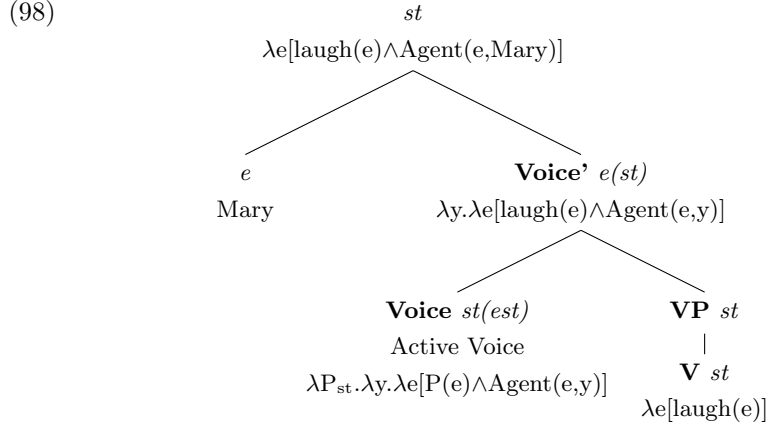 (98)
st
λe[laugh(e)∧Agent(e,Mary)]
e
Mary
Voice’ e(st)
λy.λe[laugh(e)∧Agent(e,y)]
Voice st(est)
Active Voice
λPst.λy.λe[P(e)∧Agent(e,y)]
VP st
V st
λe[laugh(e)]